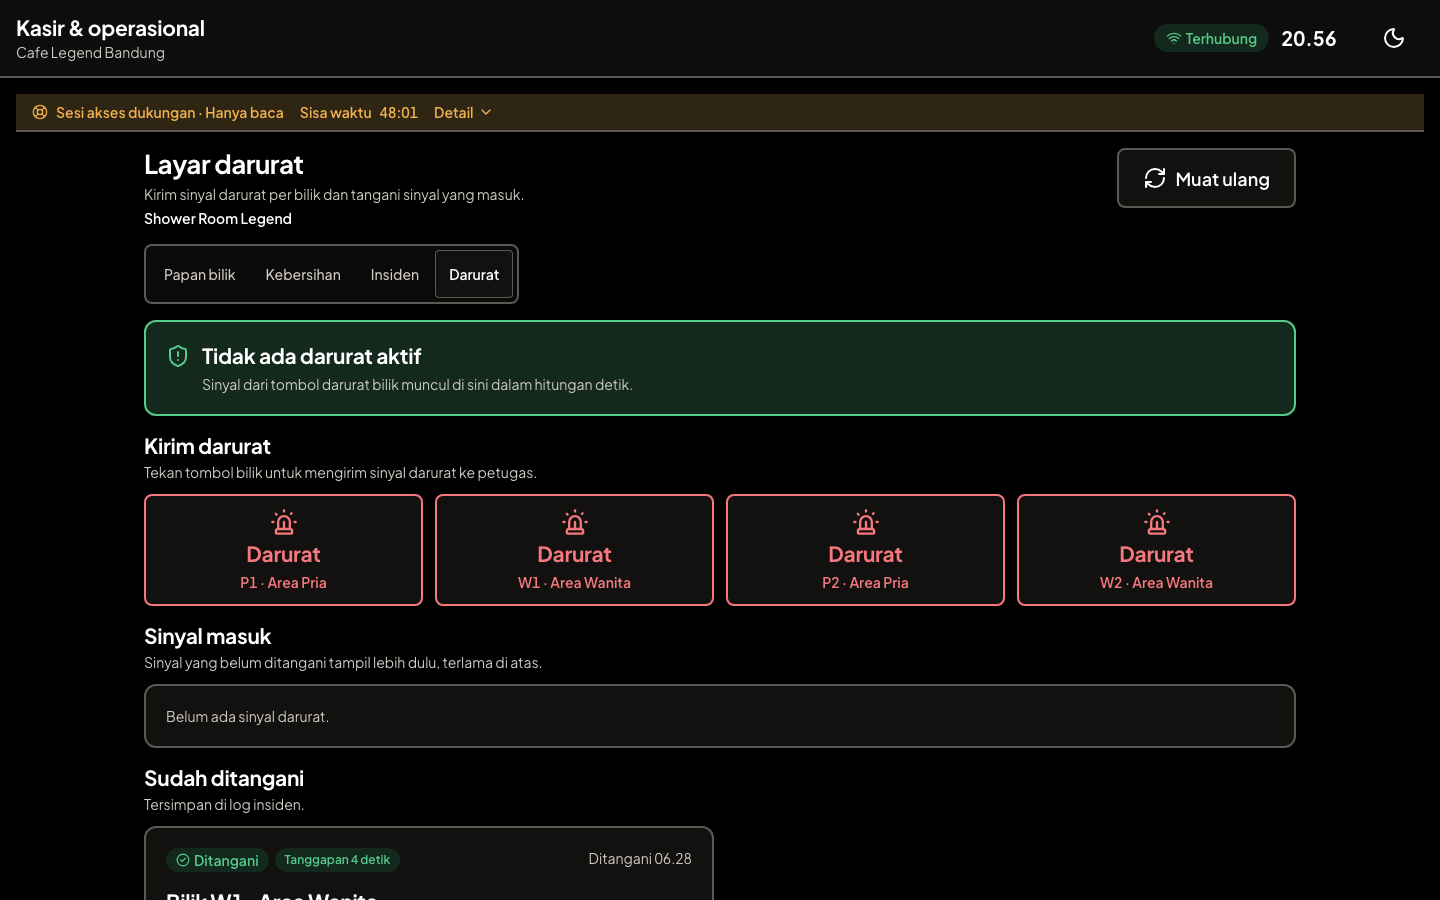 Kasir & operasional
Cafe Legend Bandung
Terhubung
20.56
Sesi akses dukungan · Hanya baca
Sisa waktu 48:01
Detail
Layar darurat
Kirim sinyal darurat per bilik dan tangani sinyal yang masuk.
Shower Room Legend
Muat ulang
Papan bilik
Kebersihan
Insiden
Darurat
Tidak ada darurat aktif
Sinyal dari tombol darurat bilik muncul di sini dalam hitungan detik.
Kirim darurat
Tekan tombol bilik untuk mengirim sinyal darurat ke petugas.
Darurat
P1 · Area Pria
Darurat
W1 · Area Wanita
Darurat
P2 · Area Pria
Darurat
W2 · Area Wanita
Sinyal masuk
Sinyal yang belum ditangani tampil lebih dulu, terlama di atas.
Belum ada sinyal darurat.
Sudah ditangani
Tersimpan di log insiden.
Ditangani
Tanggapan 4 detik
Ditangani 06.28
Bilik W1 · Area Wanita